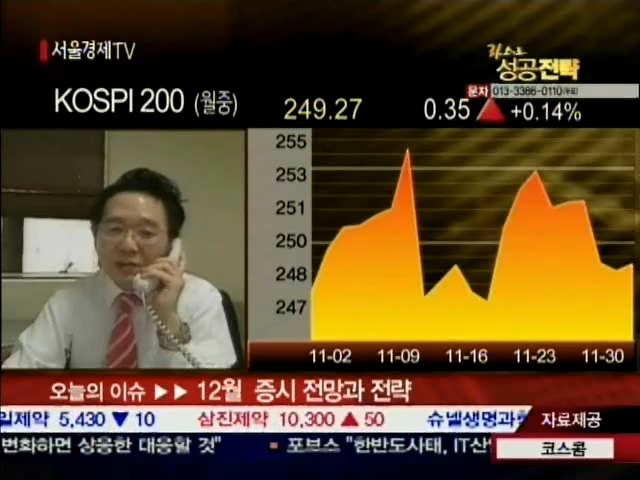 서울경제TV
성공전략
문자 013-3366-0110(유료)
KOSPI 200 (월중) 249.27 0.35 ▲ +0.14%
255
253
251
250
248
247
11-02 11-09 11-16 11-23 11-30
오늘의 이슈 ▶▶ 12월 증시 전망과 전략
일제약 5,430 ▼ 10 삼진제약 10,300 ▲ 50 슈넬생명과학
자료제공
변화하면 상응한 대응할 것" ▪ 포브스 "한반도사태, IT산
코스콤